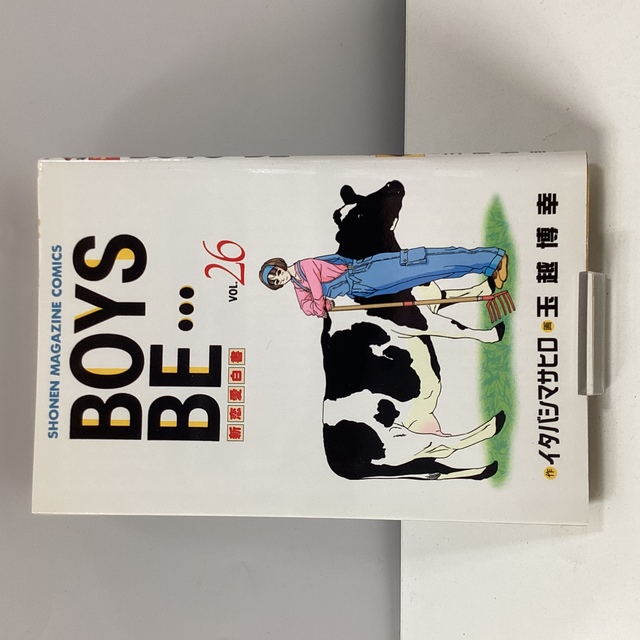 SHONEN MAGAZINE COMICS
BOYS
BE...
新恋愛白書
VOL.26
作 イタバシマサヒロ 画 玉越博幸